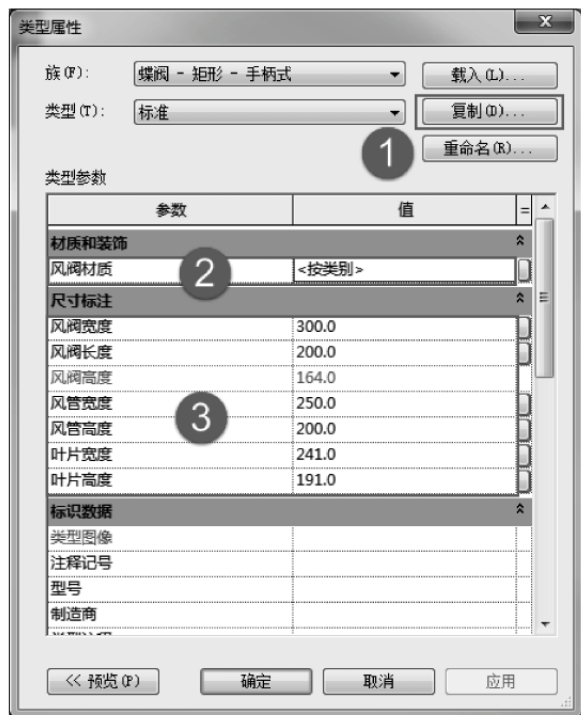 类型属性
x
族(F): 蝶阀 - 矩形 - 手柄式 载入(L)...
类型(T): 标准 复制(D)...
1 重命名(R)...
类型参数
参数 值 =
材质和装饰
风阀材质 2 <按类别>
尺寸标注
风阀宽度 300.0
风阀长度 200.0
风阀高度 164.0
风管宽度 3 250.0
风管高度 200.0
叶片宽度 241.0
叶片高度 191.0
标识数据
类型图像
注释记号
型号
制造商
<< 预览(P) 确定 取消 应用